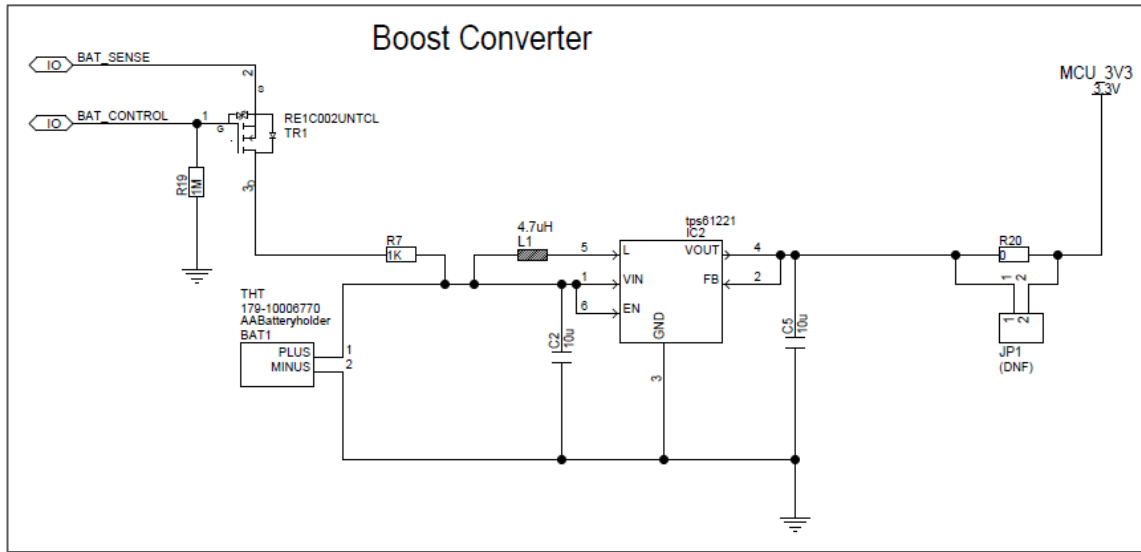 Boost Converter
IO BAT_SENSE
2
S
MCU_3V3
3.3V
IO BAT_CONTROL
1
G
RE1C002UNTCL
TR1
R19
1M
3
D
R7
1K
4.7uH
L1
tps61221
IC2
5 L VOUT 4
1 VIN FB 2
6 EN
GND
3
C2
10u
C5
10u
R20
0
1 2
1 2
JP1
(DNF)
THT
179-10006770
AABatteryholder
BAT1
PLUS 1
MINUS 2